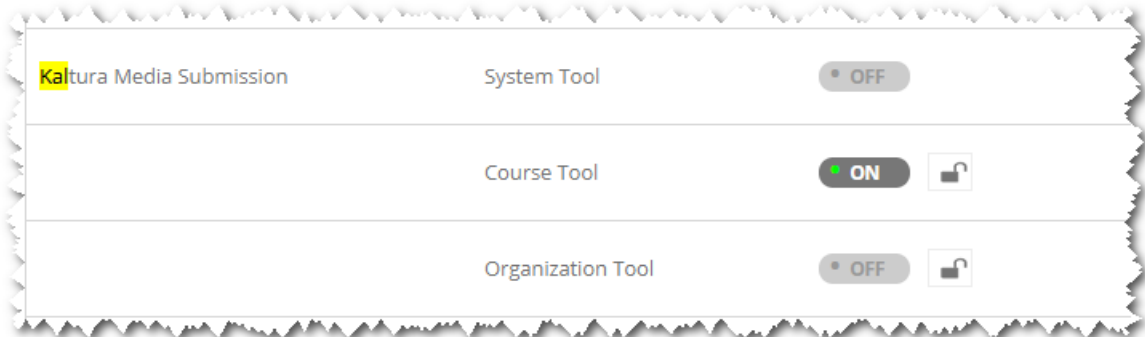 Kaltura Media Submission System Tool OFF
Course Tool ON
Organization Tool OFF